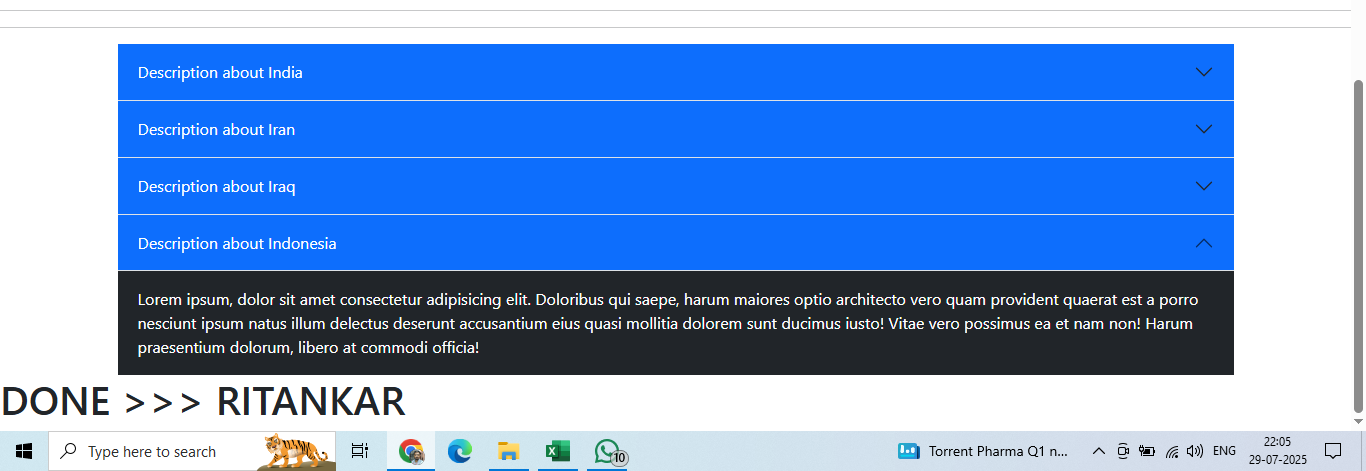 Description about India
Description about Iran
Description about Iraq
Description about Indonesia
Lorem ipsum, dolor sit amet consectetur adipisicing elit. Doloribus qui saepe, harum maiores optio architecto vero quam provident quaerat est a porro
nesciunt ipsum natus illum delectus deserunt accusantium eius quasi mollitia dolorem sunt ducimus iusto! Vitae vero possimus ea et nam non! Harum
praesentium dolorum, libero at commodi officia!
DONE >>> RITANKAR
Type here to search
10
Torrent Pharma Q1 n...
ENG
22:05
29-07-2025